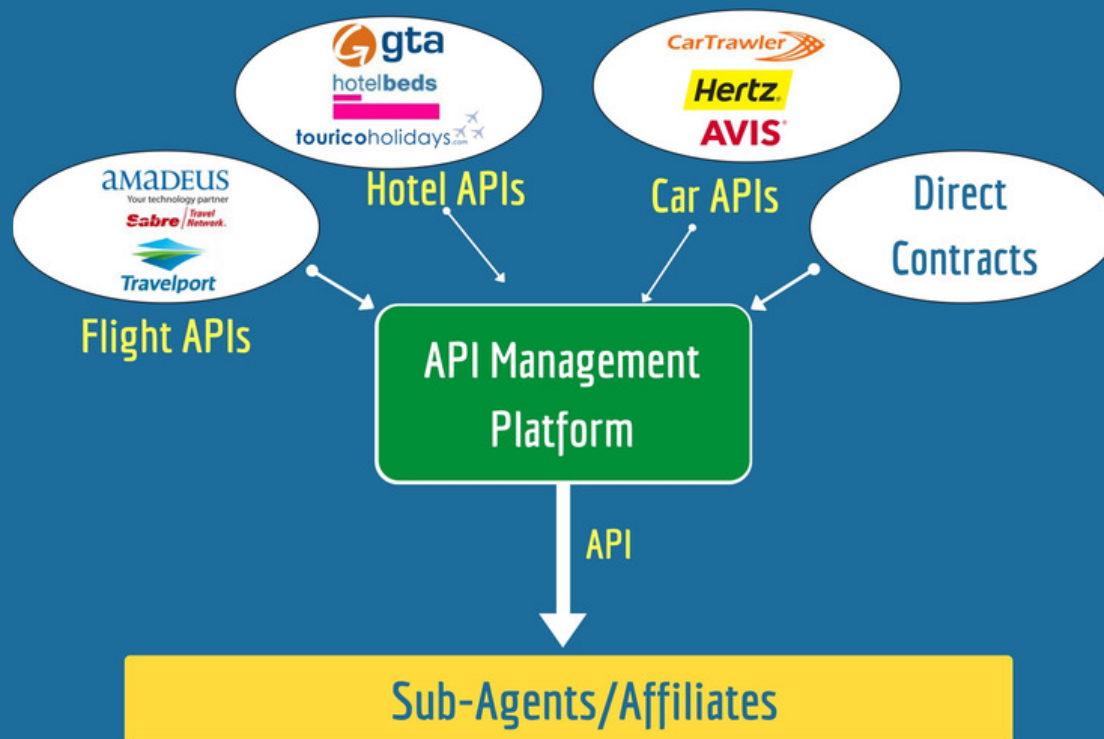 gta
hotelbeds
touricoholidays.com
Hotel APIs
CarTrawler
Hertz.
AVIS®
Car APIs
amadeus
Your technology partner
Sabre Travel Network.
Travelport
Flight APIs
Direct
Contracts
API Management
Platform
API
Sub-Agents/Affiliates